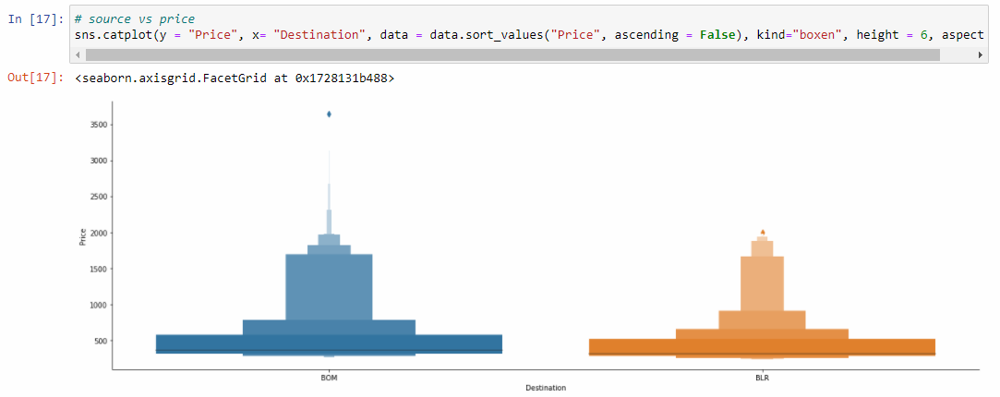 In [17]: # source vs price
sns.catplot(y = "Price", x= "Destination", data = data.sort_values("Price", ascending = False), kind="boxen", height = 6, aspect
Out[17]: <seaborn.axisgrid.FacetGrid at 0x1728131b488>
3500
3000
2500
2000
Price
1500
1000
500
BOM BLR
Destination